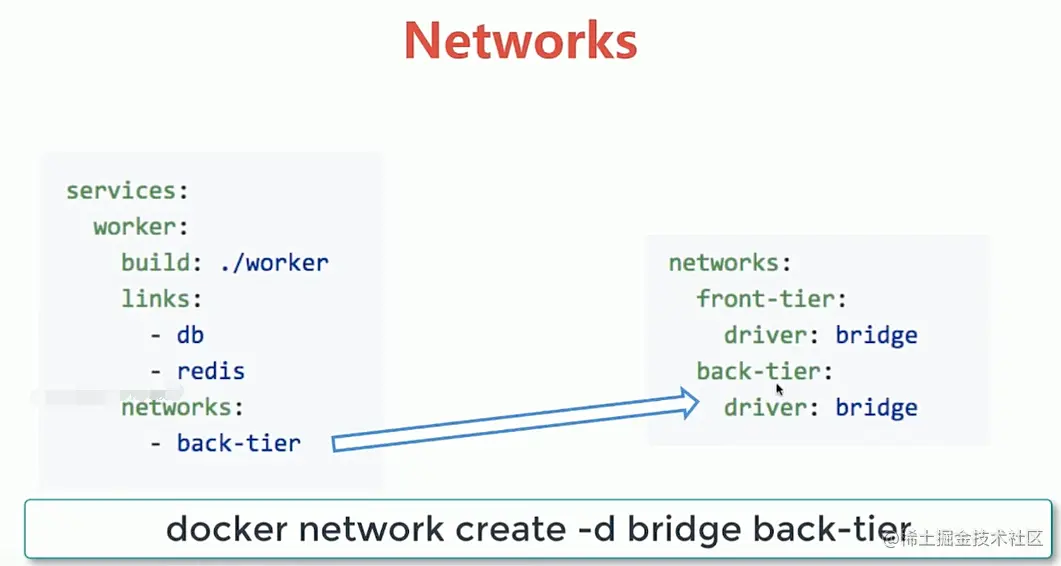 Networks
services:
  worker:
    build: ./worker
    links:
      - db
      - redis
    networks:
      - back-tier
networks:
  front-tier:
    driver: bridge
  back-tier:
    driver: bridge
docker network create -d bridge back-tier
@稀土掘金技术社区